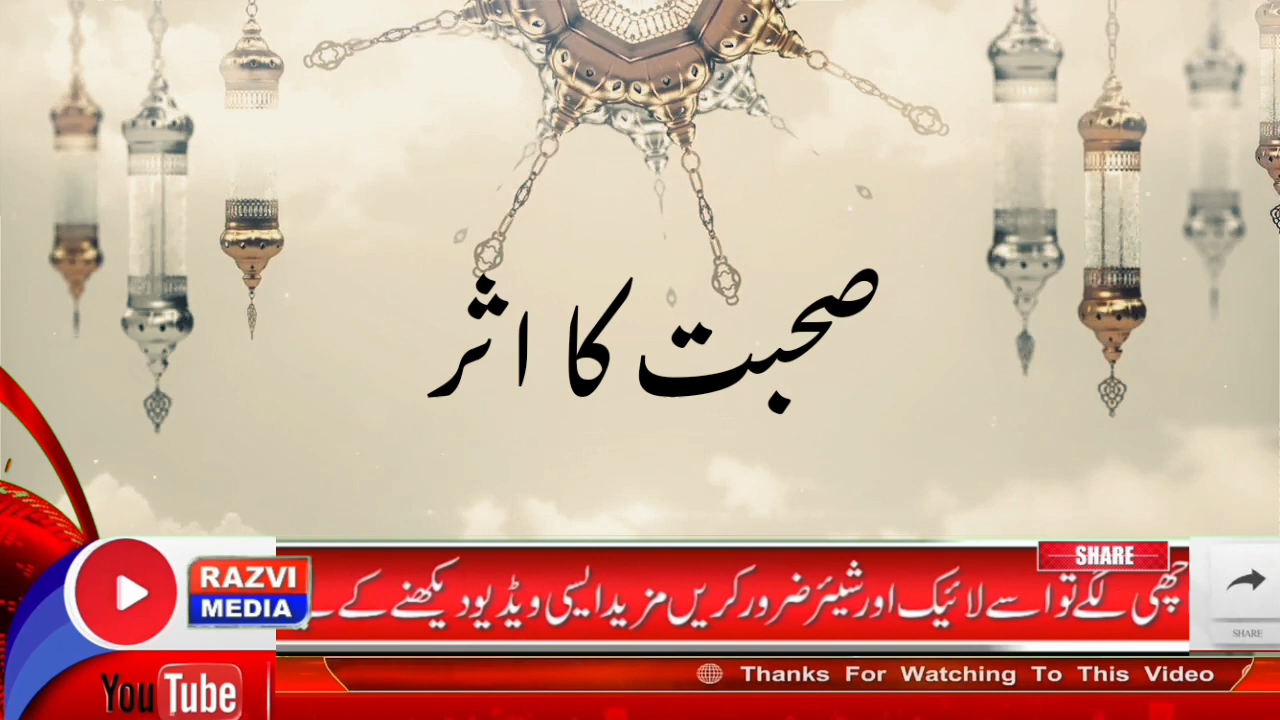 صحبت کا اثر
SHARE
چھی لگے تو اسے لائیک اور شیئر ضرور کریں مزید ایسی ویڈیو دیکھنے کے
RAZVI
MEDIA
SHARE
YouTube
Thanks For Watching To This Video